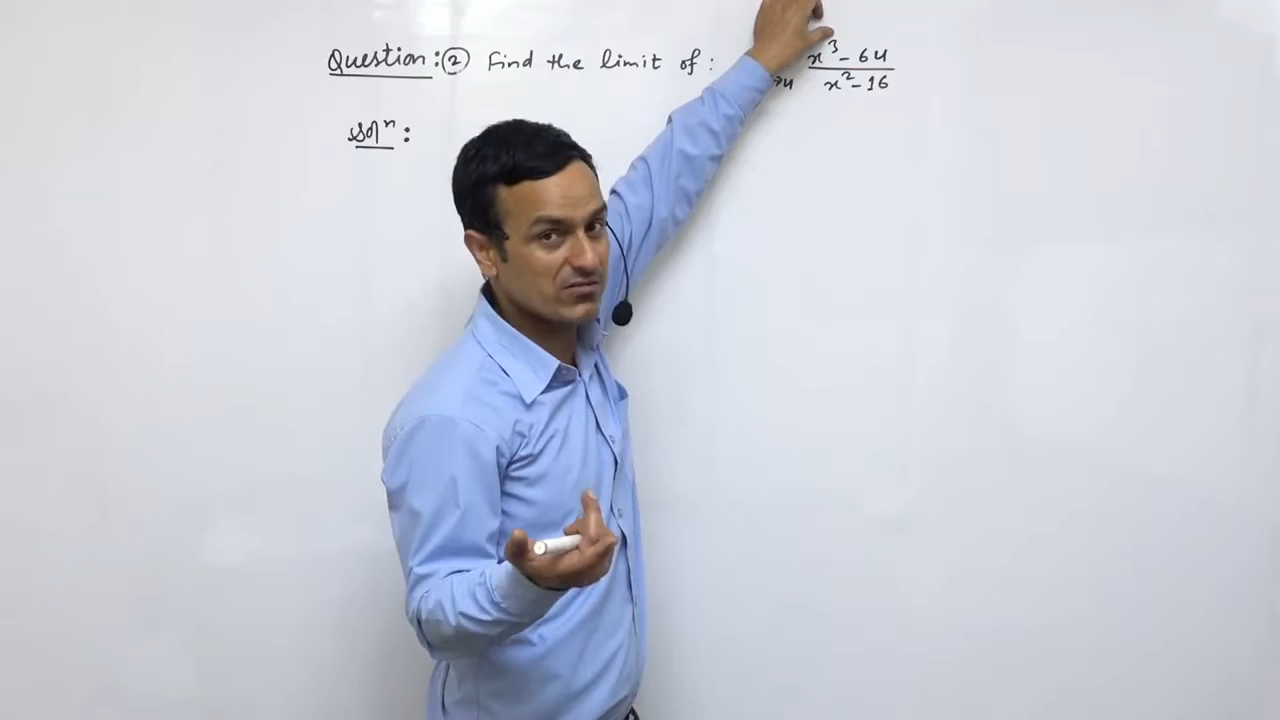 Question: ② Find the limit of : →4 x³ - 64 / x² - 16
Solⁿ :